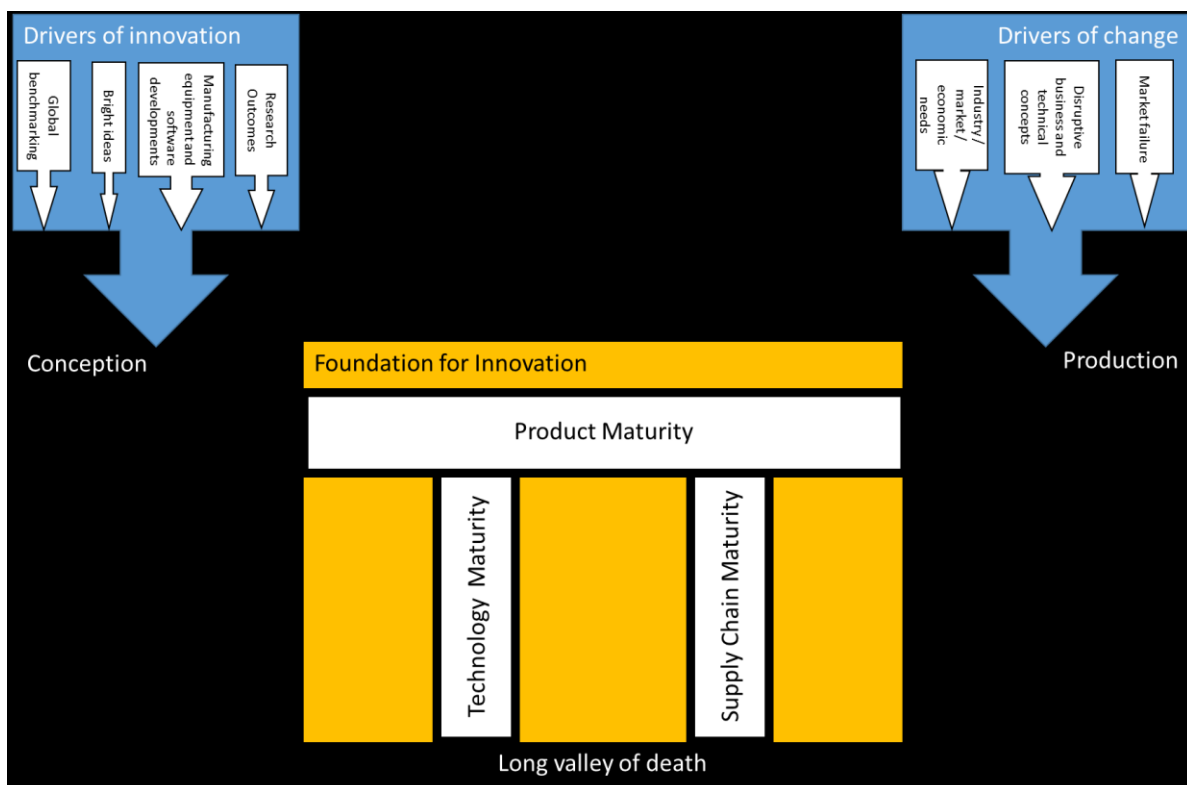 Drivers of innovation
Global
benchmarking
Bright ideas
Manufacturing
equipment and
software
developments
Research
Outcomes
Drivers of change
Industry /
market /
economic
needs
Disruptive
business and
technical
concepts
Market failure
Conception
Production
Foundation for Innovation
Product Maturity
Technology Maturity
Supply Chain Maturity
Long valley of death